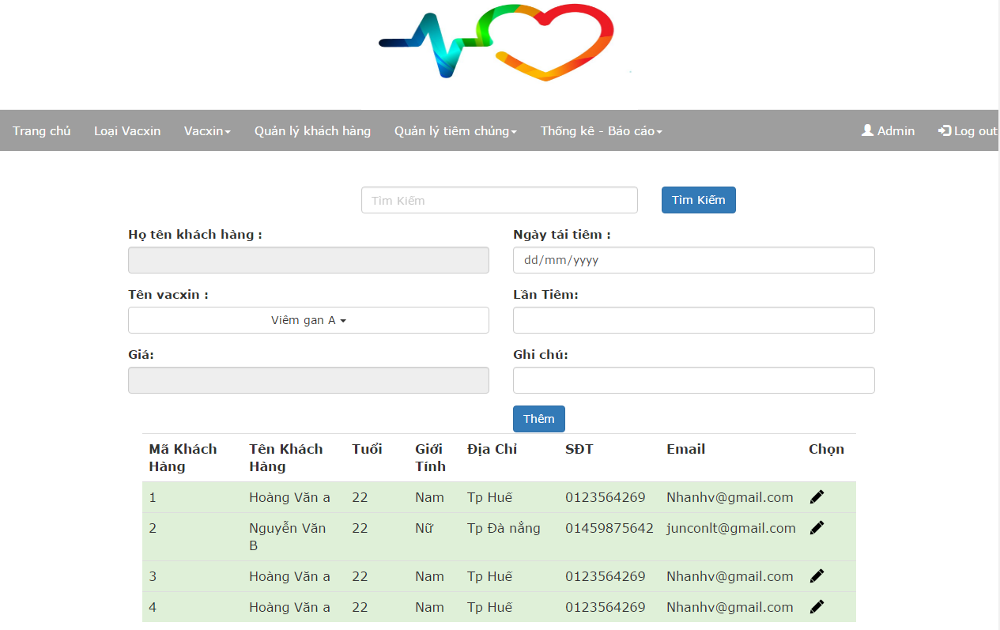 Trang chủ Loại Vacxin Vacxin Quản lý khách hàng Quản lý tiêm chủng Thống kê - Báo cáo Admin Log out
Tìm Kiếm Tìm Kiếm
Họ tên khách hàng : Ngày tái tiêm :
dd/mm/yyyy
Tên vacxin : Lần Tiêm:
Viêm gan A
Giá: Ghi chú:
Thêm
Mã Khách Hàng Tên Khách Hàng Tuổi Giới Tính Địa Chỉ SĐT Email Chọn
1 Hoàng Văn a 22 Nam Tp Huế 0123564269 Nhanhv@gmail.com
2 Nguyễn Văn B 22 Nữ Tp Đà nẳng 01459875642 junconlt@gmail.com
3 Hoàng Văn a 22 Nam Tp Huế 0123564269 Nhanhv@gmail.com
4 Hoàng Văn a 22 Nam Tp Huế 0123564269 Nhanhv@gmail.com